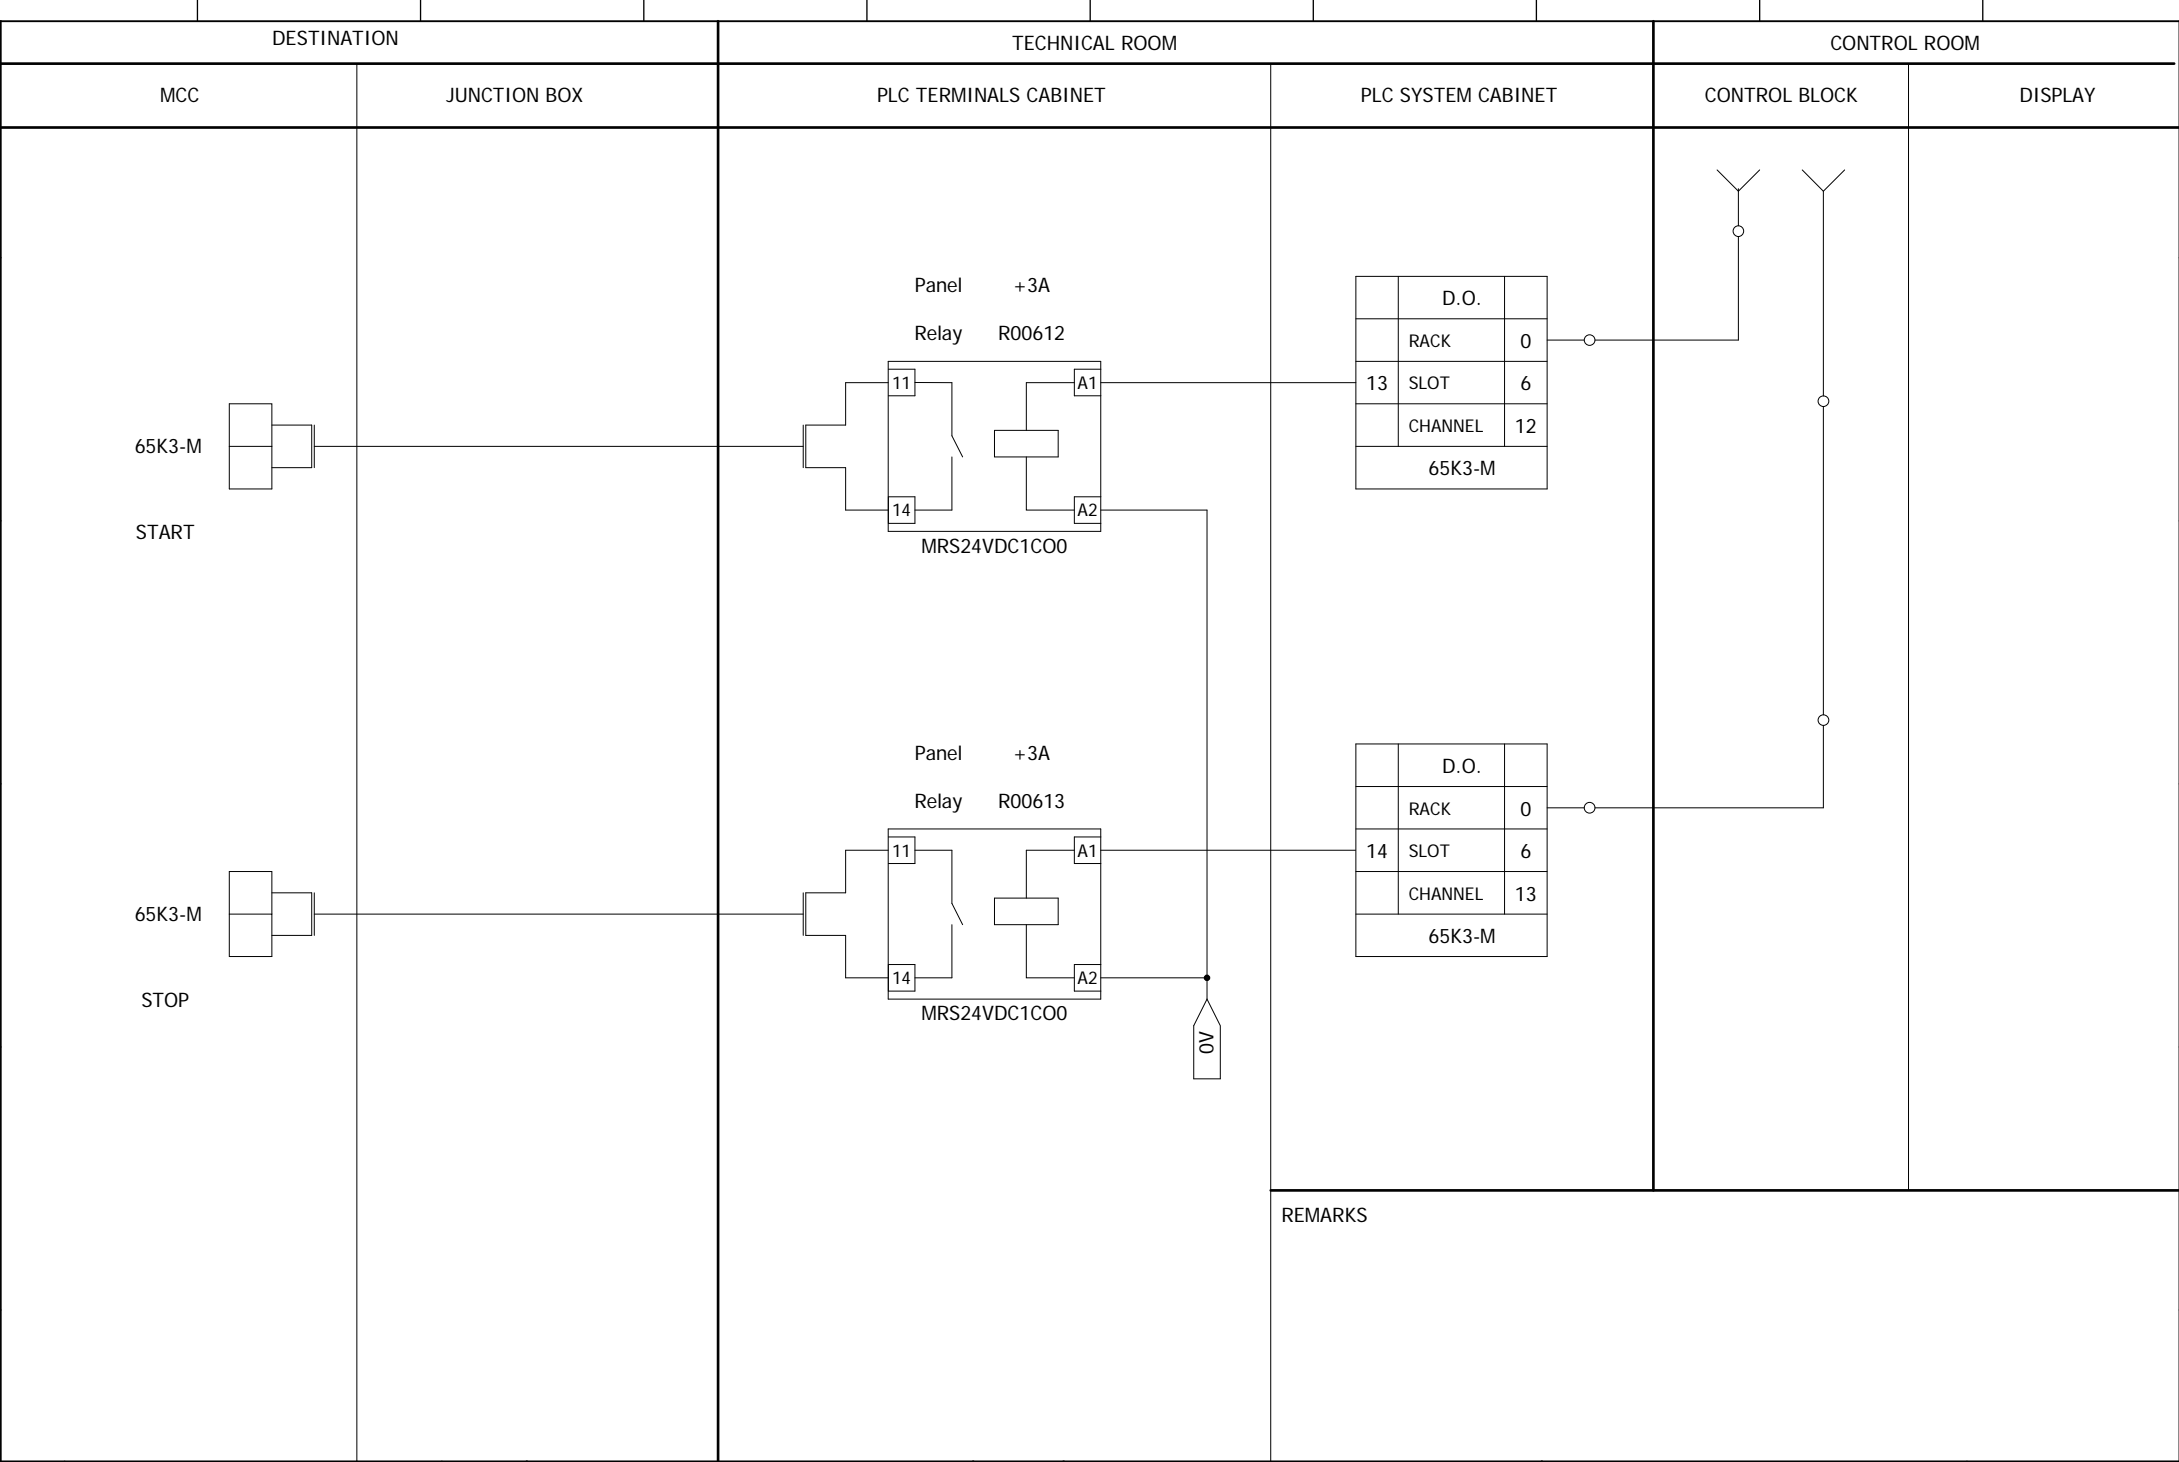 DESTINATION
TECHNICAL ROOM
CONTROL ROOM
MCC
JUNCTION BOX
PLC TERMINALS CABINET
PLC SYSTEM CABINET
CONTROL BLOCK
DISPLAY
Panel +3A
Relay R00612
11
A1
14
A2
MRS24VDC1CO0
65K3-M
START
D.O.
RACK 0
13 SLOT 6
CHANNEL 12
65K3-M
Panel +3A
Relay R00613
11
A1
14
A2
MRS24VDC1CO0
65K3-M
STOP
D.O.
RACK 0
14 SLOT 6
CHANNEL 13
65K3-M
0V
REMARKS